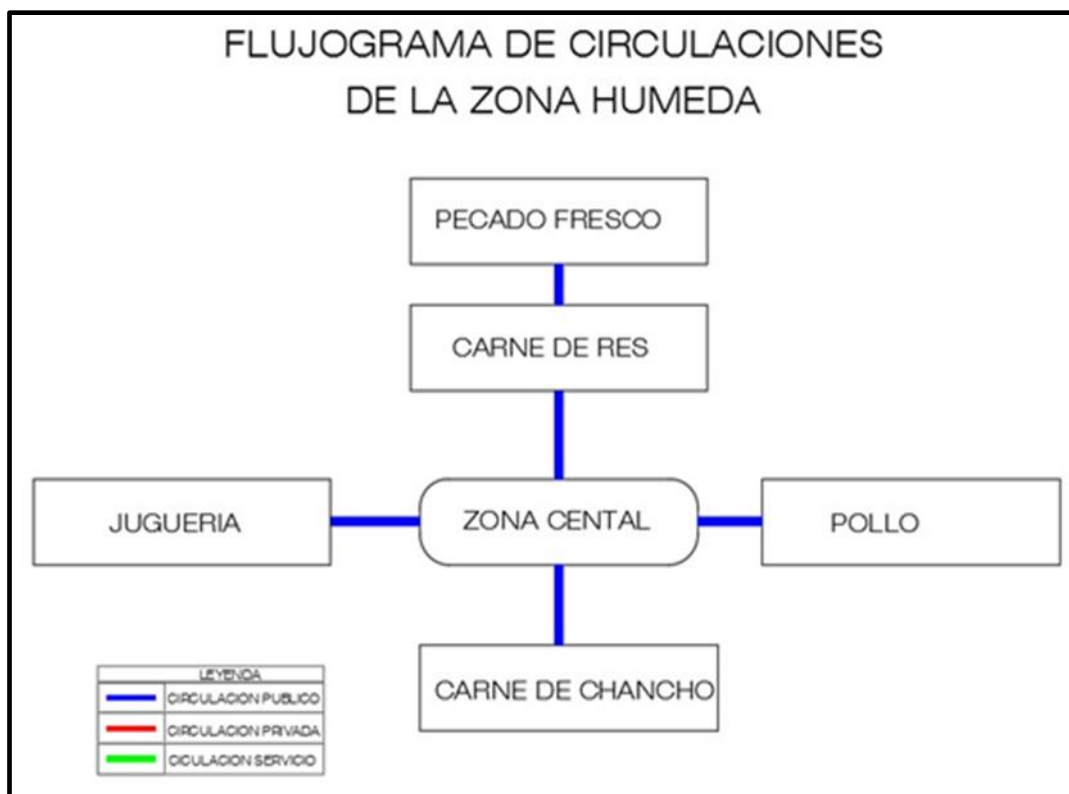 FLUJOGRAMA DE CIRCULACIONES
DE LA ZONA HUMEDA
PECADO FRESCO
CARNE DE RES
JUGUERIA
ZONA CENTAL
POLLO
CARNE DE CHANCHO
LEYENDA
CIRCULACION PUBLICO
CIRCULACION PRIVADA
CICULACION SERVICIO